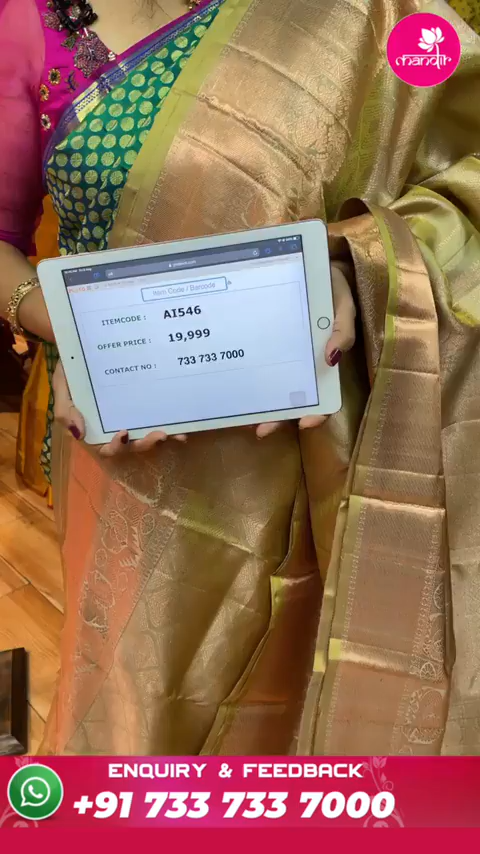 mandir
Item Code / Barcode
ITEMCODE : AI546
OFFER PRICE : 19,999
CONTACT NO : 733 733 7000
ENQUIRY & FEEDBACK
+91 733 733 7000